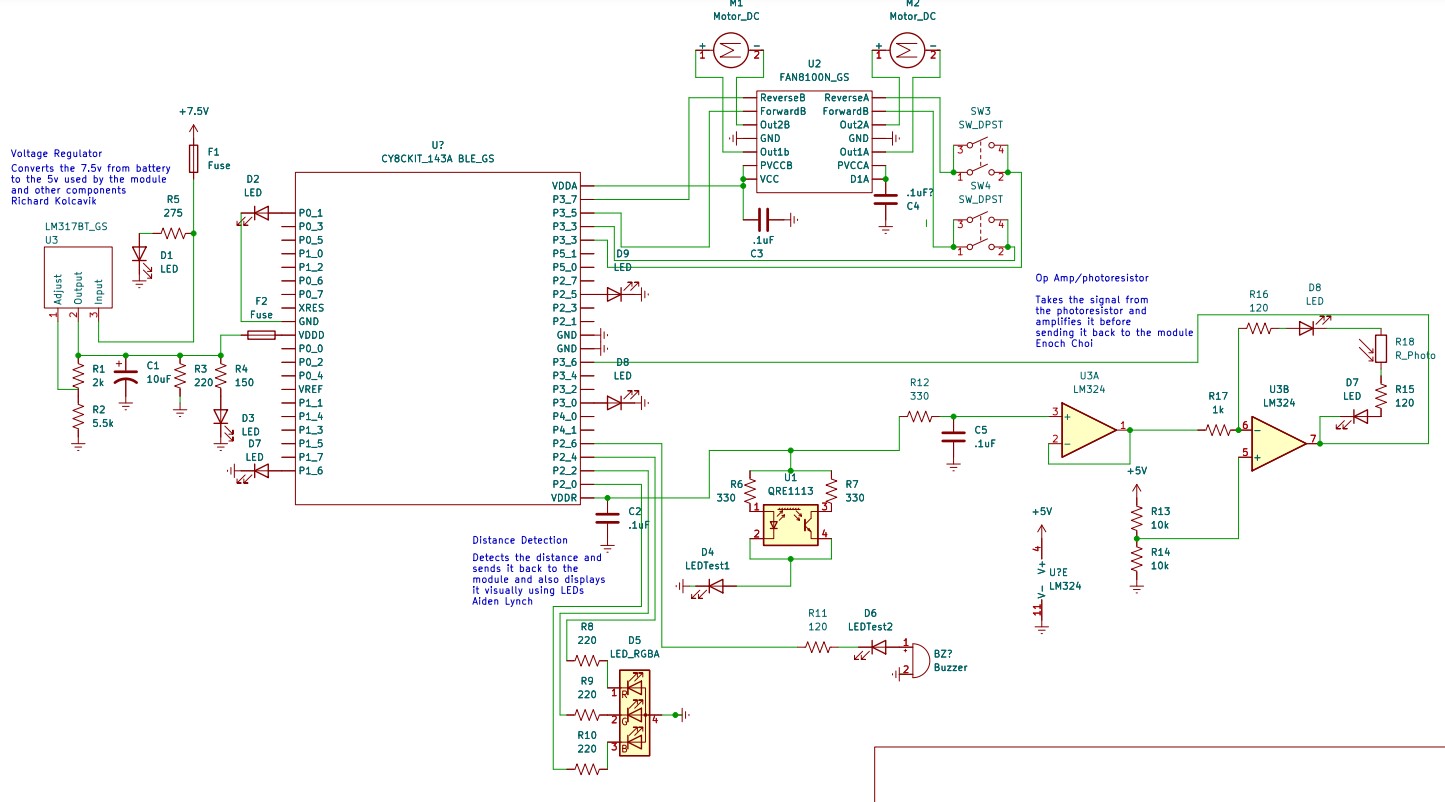 M1
Motor_DC
+
1
-
2
M2
Motor_DC
+
1
-
2
U2
FAN8100N_GS
ReverseB
ForwardB
Out2B
GND
Out1b
PVCCB
VCC
ReverseA
ForwardB
Out2A
GND
Out1A
PVCCA
D1A
SW3
SW_DPST
3
4
1
2
SW4
SW_DPST
3
4
1
2
.1uF
C3
.1uF?
C4
+7.5V
F1
Fuse
Voltage Regulator
Converts the 7.5v from battery
to the 5v used by the module
and other components
Richard Kolcavik
R5
275
D1
LED
LM317BT_GS
U3
Adjust
Output
Input
1
2
3
R1
2k
R2
5.5k
+
C1
10uF
R3
220
R4
150
D3
LED
D7
LED
D2
LED
F2
Fuse
U?
CY8CKIT_143A BLE_GS
P0_1
P0_3
P0_5
P1_0
P1_2
P0_6
P0_7
XRES
GND
VDDD
P0_0
P0_2
P0_4
VREF
P1_1
P1_4
P1_3
P1_5
P1_7
P1_6
VDDA
P3_7
P3_5
P3_3
P3_3
P5_1
P5_0
P2_7
P2_5
P2_3
P2_1
GND
GND
P3_6
P3_4
P3_2
P3_0
P4_0
P4_1
P2_6
P2_4
P2_2
P2_0
VDDR
D9
LED
D8
LED
C2
.1uF
Distance Detection
Detects the distance and
sends it back to the
module and also displays
it visually using LEDs
Aiden Lynch
R8
220
R9
220
R10
220
D5
LED_RGBA
1
R
2
G
3
B
4
R6
330
U1
QRE1113
R7
330
1
3
2
4
D4
LEDTest1
R11
120
D6
LEDTest2
1
+
2
BZ?
Buzzer
R12
330
C5
.1uF
Op Amp/photoresistor
Takes the signal from
the photoresistor and
amplifies it before
sending it back to the module
Enoch Choi
U3A
LM324
3
+
2
-
1
R17
1k
U3B
LM324
6
-
5
+
7
R16
120
D8
LED
R18
R_Photo
D7
LED
R15
120
+5V
R13
10k
R14
10k
+5V
4
V+
U?E
LM324
V-
11